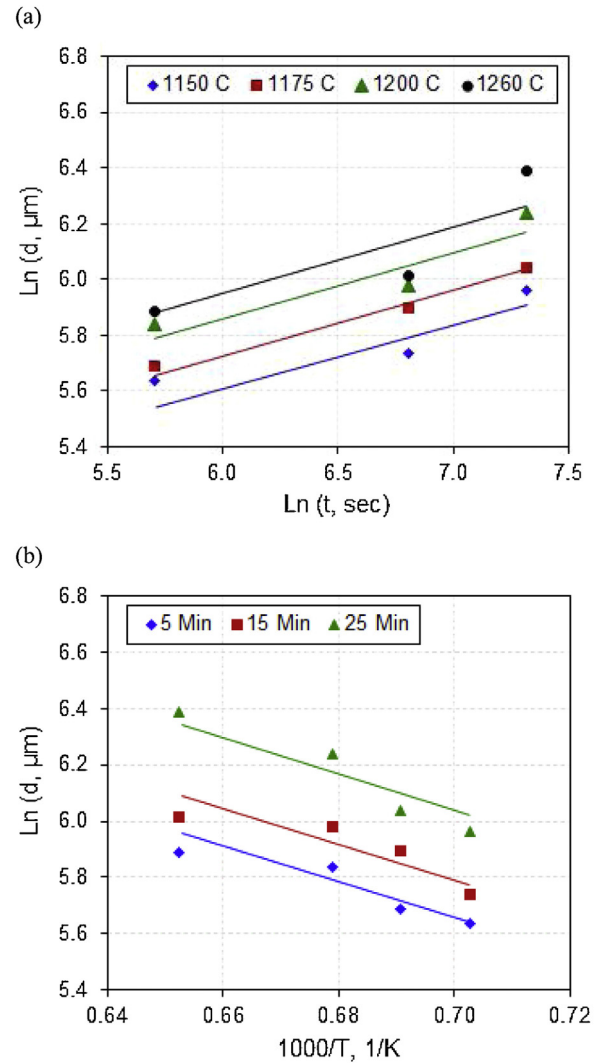 (a)
6.8
1150 C 1175 C 1200 C 1260 C
6.6
6.4
6.2
6.0
5.8
5.6
5.4
Ln (d, µm)
5.5 6.0 6.5 7.0 7.5
Ln (t, sec)
(b)
6.8
5 Min 15 Min 25 Min
6.6
6.4
6.2
6.0
5.8
5.6
5.4
Ln (d, µm)
0.64 0.66 0.68 0.70 0.72
1000/T, 1/K